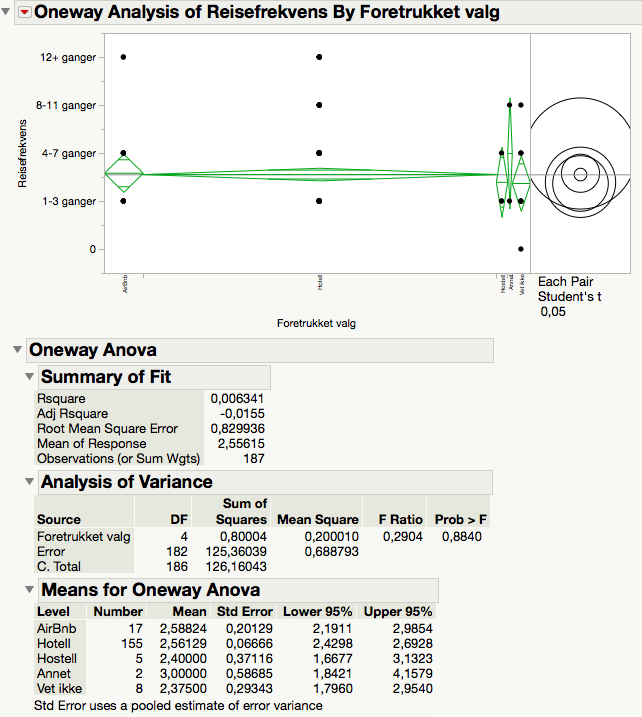 Oneway Analysis of Reisefrekvens By Foretrukket valg
12+ ganger
8-11 ganger
4-7 ganger
1-3 ganger
0
Reisefrekvens
AirBnb
Hotell
Hostell
Annet
Vet ikke
Foretrukket valg
Each Pair
Student's t
0,05
Oneway Anova
Summary of Fit
Rsquare 0,006341
Adj Rsquare -0,0155
Root Mean Square Error 0,829936
Mean of Response 2,55615
Observations (or Sum Wgts) 187
Analysis of Variance
Source DF Sum of Squares Mean Square F Ratio Prob > F
Foretrukket valg 4 0,80004 0,200010 0,2904 0,8840
Error 182 125,36039 0,688793
C. Total 186 126,16043
Means for Oneway Anova
Level Number Mean Std Error Lower 95% Upper 95%
AirBnb 17 2,58824 0,20129 2,1911 2,9854
Hotell 155 2,56129 0,06666 2,4298 2,6928
Hostell 5 2,40000 0,37116 1,6677 3,1323
Annet 2 3,00000 0,58685 1,8421 4,1579
Vet ikke 8 2,37500 0,29343 1,7960 2,9540
Std Error uses a pooled estimate of error variance